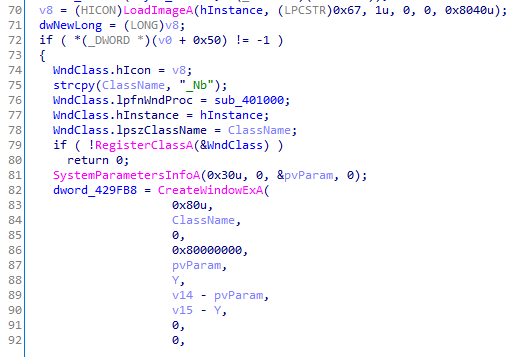 70 v8 = (HICON)LoadImageA(hInstance, (LPCSTR)0x67, 1u, 0, 0, 0x8040u);
71 dwNewLong = (LONG)v8;
72 if ( *(_DWORD *)(v0 + 0x50) != -1 )
73 {
74 WndClass.hIcon = v8;
75 strcpy(ClassName, "_Nb");
76 WndClass.lpfnWndProc = sub_401000;
77 WndClass.hInstance = hInstance;
78 WndClass.lpszClassName = ClassName;
79 if ( !RegisterClassA(&WndClass) )
80 return 0;
81 SystemParametersInfoA(0x30u, 0, &pvParam, 0);
82 dword_429FB8 = CreateWindowExA(
83 0x80u,
84 ClassName,
85 0,
86 0x80000000,
87 pvParam,
88 Y,
89 v14 - pvParam,
90 v15 - Y,
91 0,
92 0,